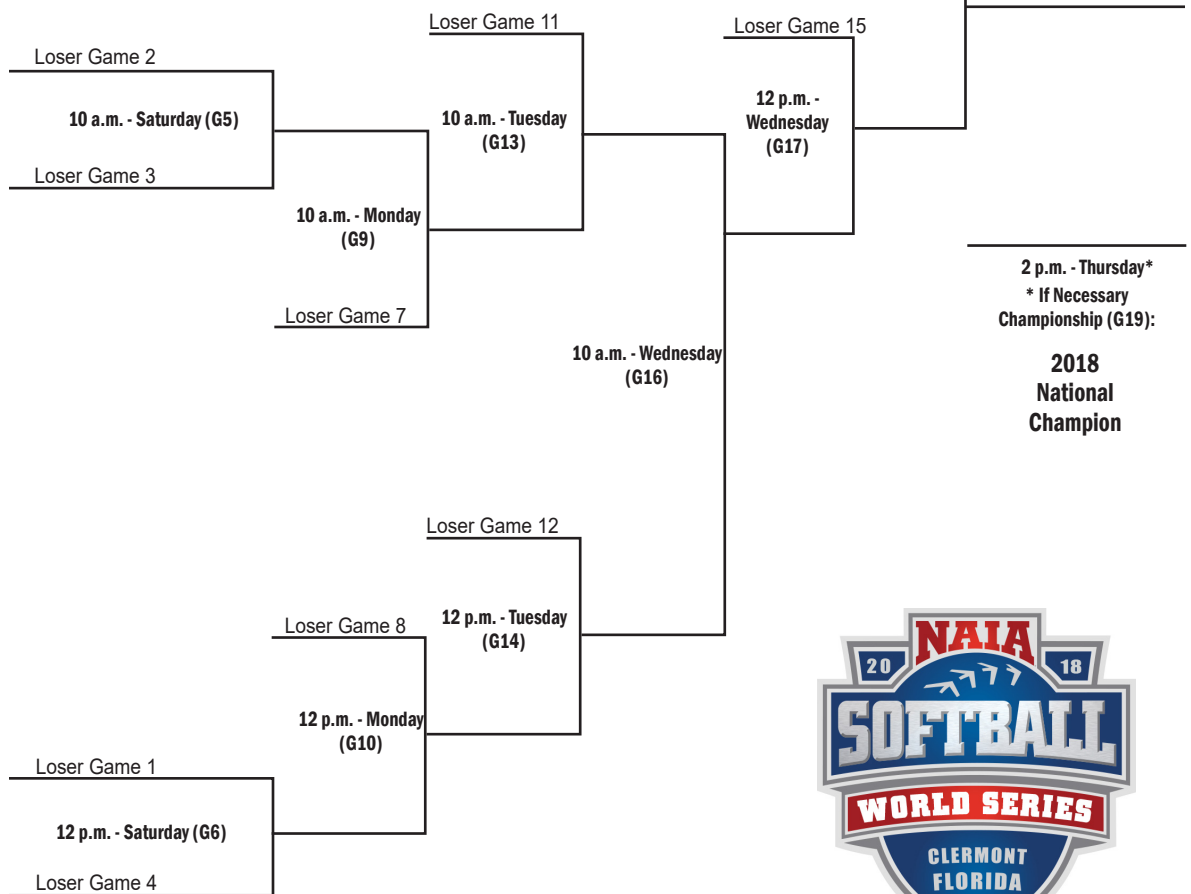 Loser Game 11
Loser Game 15
Loser Game 2
10 a.m. - Saturday (G5)
Loser Game 3
10 a.m. - Tuesday
(G13)
12 p.m. -
Wednesday
(G17)
10 a.m. - Monday
(G9)
Loser Game 7
2 p.m. - Thursday*
* If Necessary
Championship (G19):
2018
National
Champion
10 a.m. - Wednesday
(G16)
Loser Game 12
12 p.m. - Tuesday
(G14)
Loser Game 8
12 p.m. - Monday
(G10)
Loser Game 1
12 p.m. - Saturday (G6)
Loser Game 4
NAIA
20 18
SOFTBALL
WORLD SERIES
CLERMONT
FLORIDA